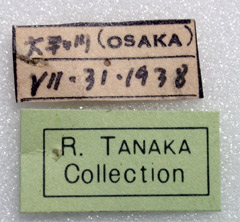 大和川(OSAKA)
VII·31·1938
R. TANAKA
Collection